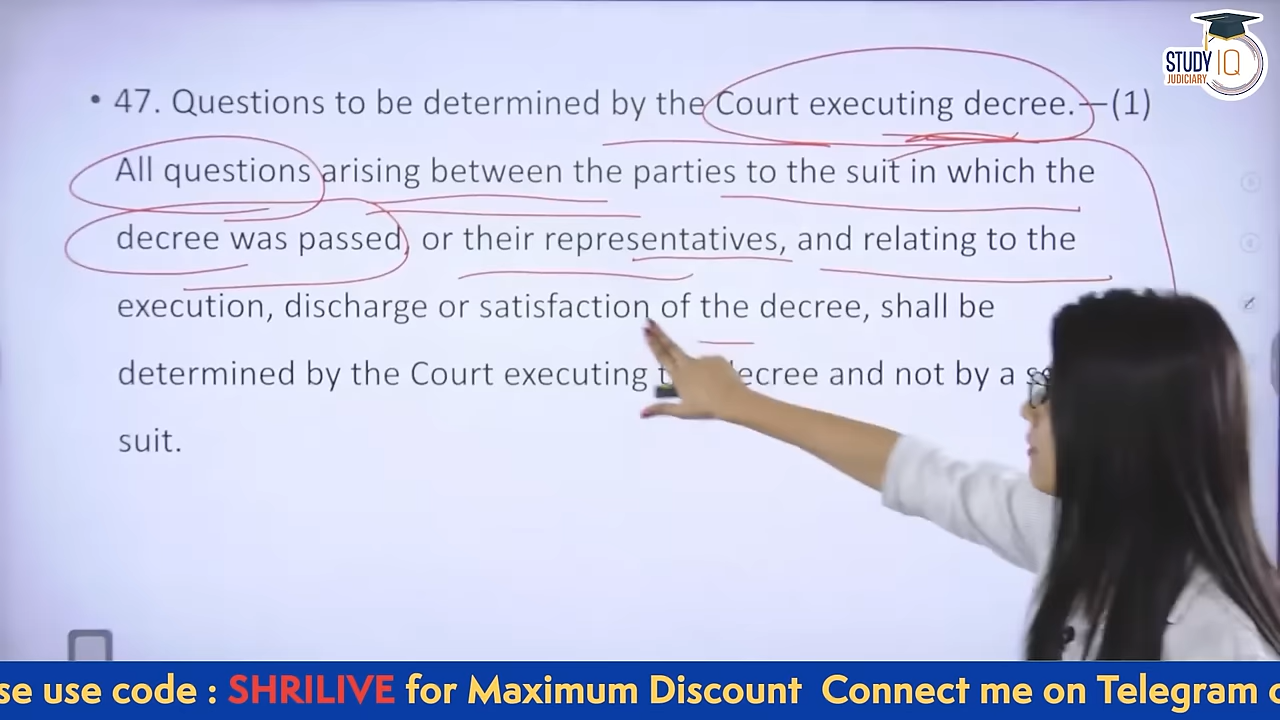 STUDY IQ
JUDICIARY
• 47. Questions to be determined by the Court executing decree.—(1)
All questions arising between the parties to the suit in which the
decree was passed, or their representatives, and relating to the
execution, discharge or satisfaction of the decree, shall be
determined by the Court executing decree and not by a
suit.
se use code : SHRILIVE for Maximum Discount Connect me on Telegram